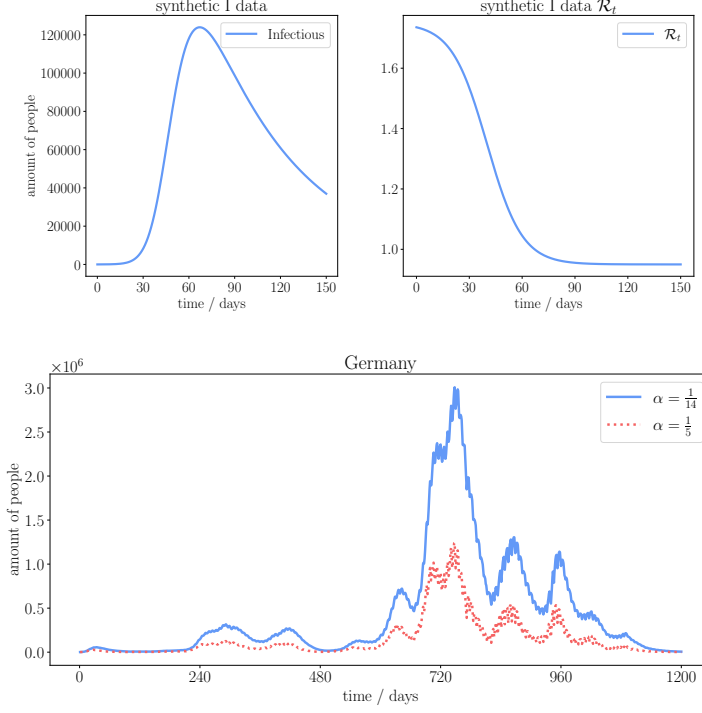 synthetic I data
120000
100000
80000
60000
40000
20000
0
amount of people
Infectious
0 30 60 90 120 150
time / days
synthetic I data ℛₜ
1.6
1.4
1.2
1.0
ℛₜ
0 30 60 90 120 150
time / days
Germany
×10⁶
3.0
2.5
2.0
1.5
1.0
0.5
0.0
amount of people
α = 1/14
α = 1/5
0 240 480 720 960 1200
time / days